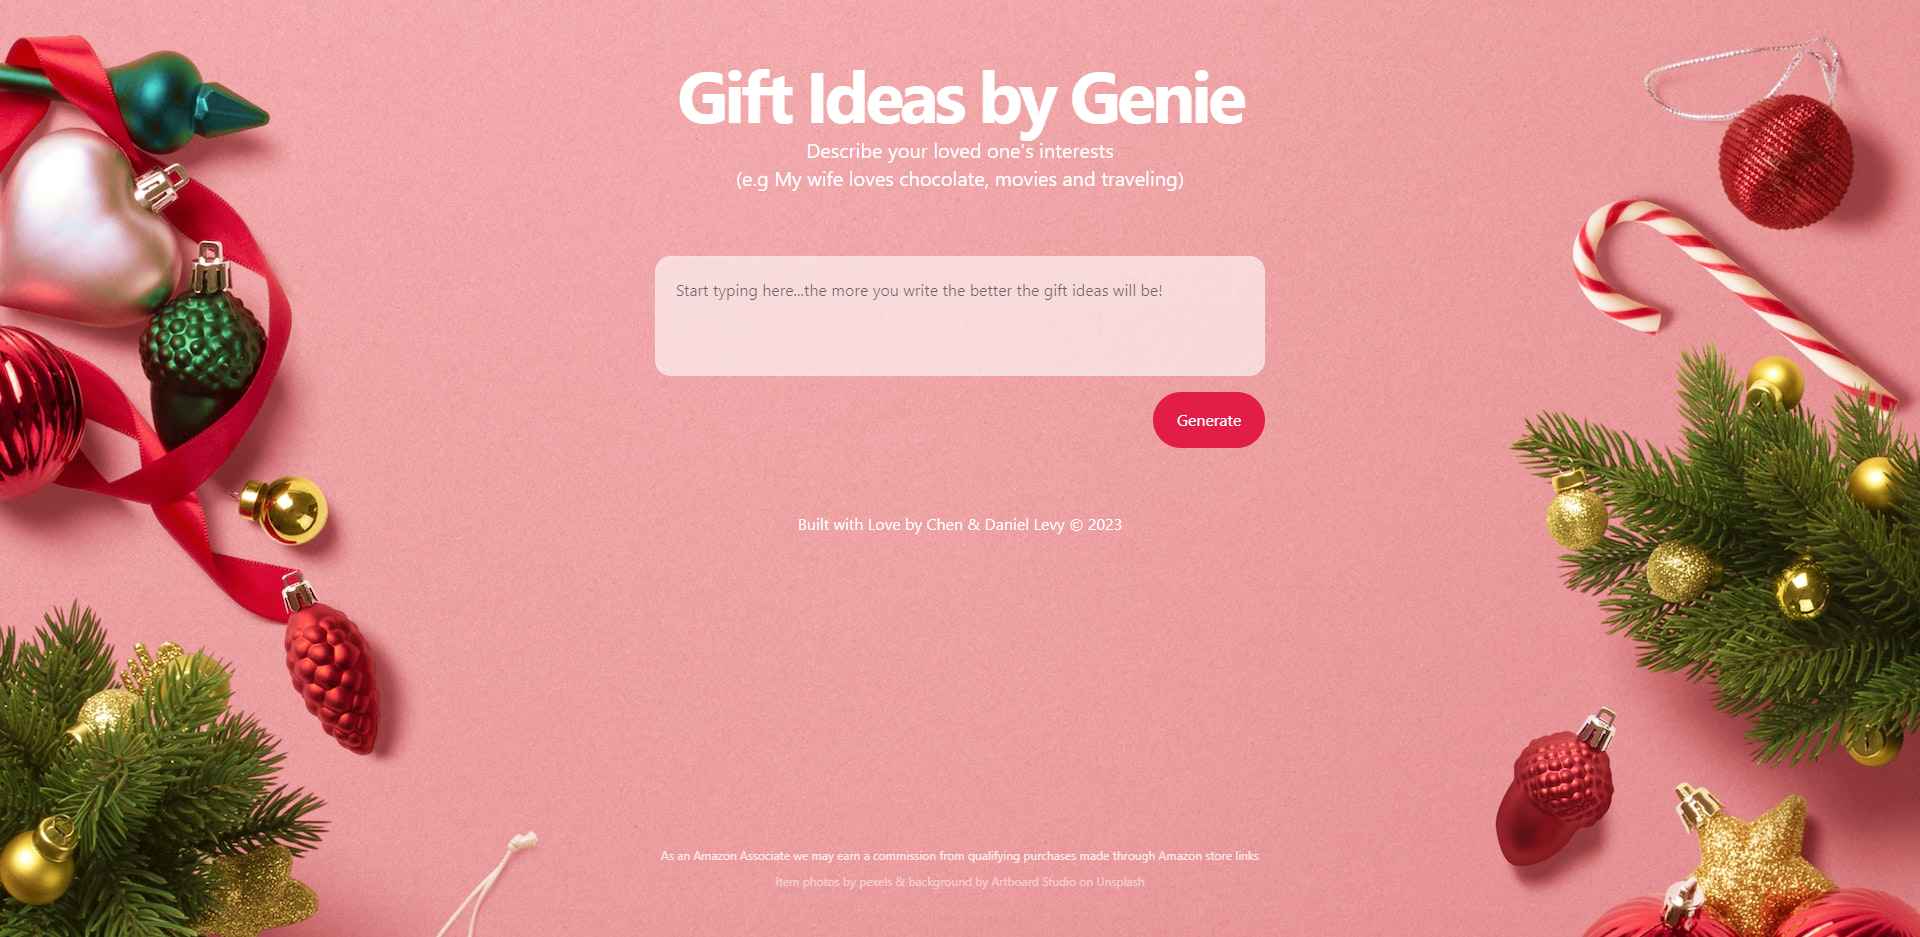 Gift Ideas by Genie
Describe your loved one's interests
(e.g My wife loves chocolate, movies and traveling)
Start typing here...the more you write the better the gift ideas will be!
Generate
Built with Love by Chen & Daniel Levy © 2023
As an Amazon Associate we may earn a commission from qualifying purchases made through Amazon store links
Item photos by pexels & background by Artboard Studio on Unsplash